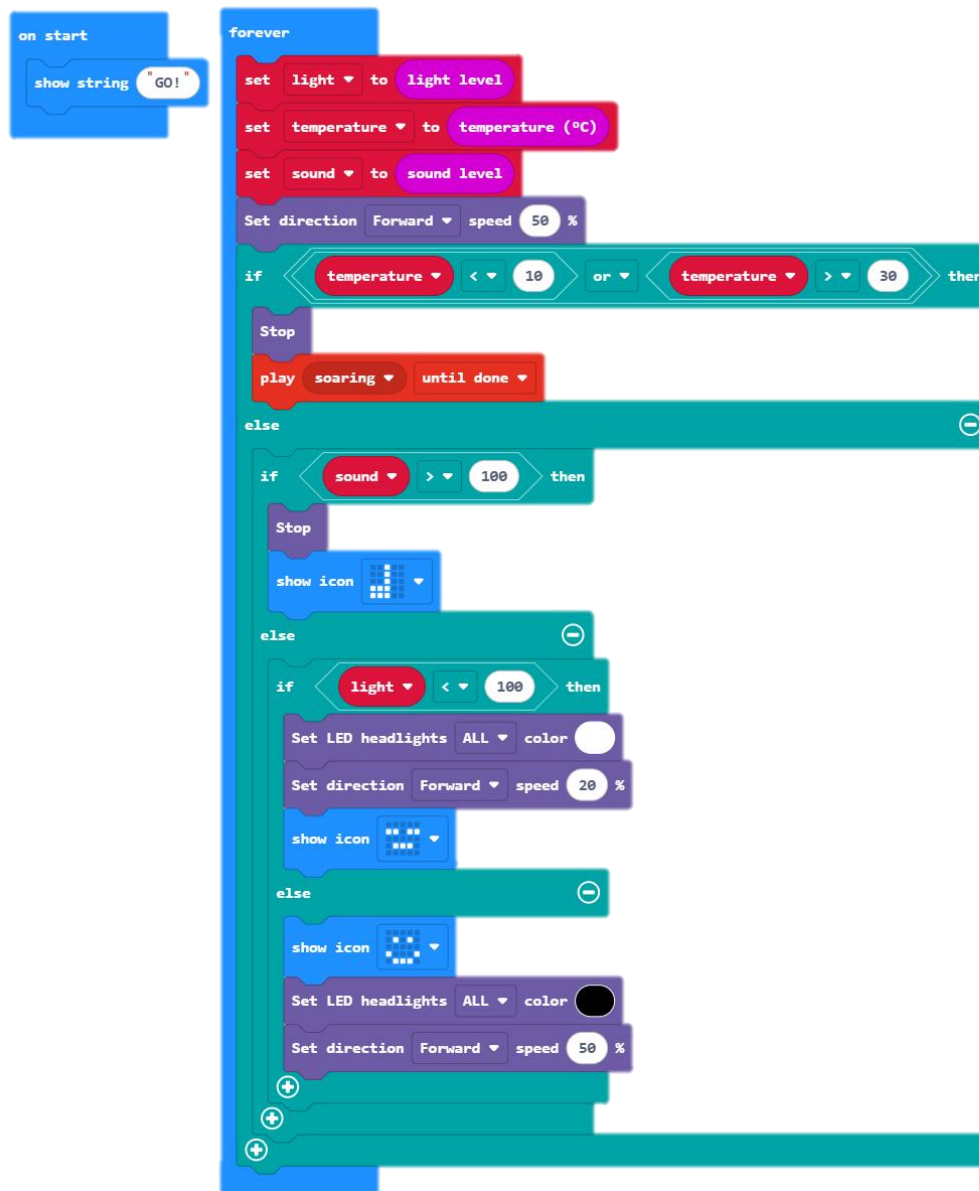 on start
show string "GO!"
forever
set light to light level
set temperature to temperature (ºC)
set sound to sound level
Set direction Forward speed 50 %
if temperature < 10 or temperature > 30 then
Stop
play soaring until done
else
if sound > 100 then
Stop
show icon
else
if light < 100 then
Set LED headlights ALL color
Set direction Forward speed 20 %
show icon
else
show icon
Set LED headlights ALL color
Set direction Forward speed 50 %